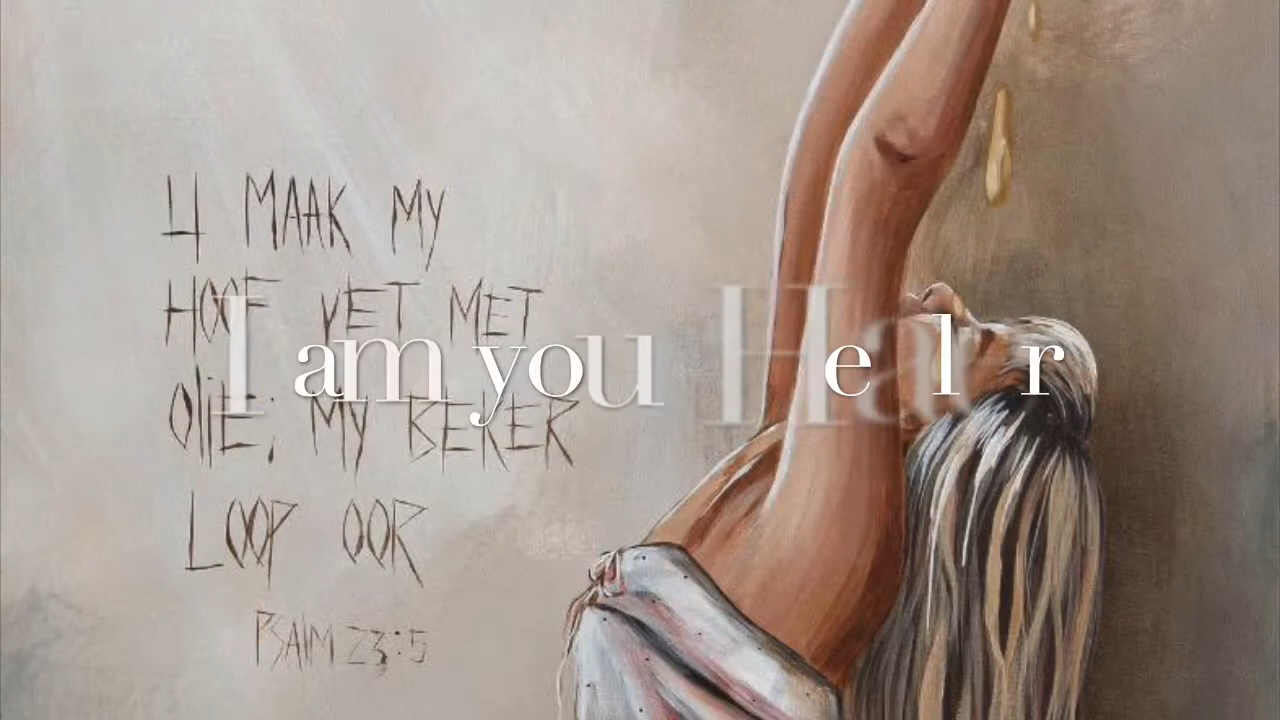 U MAAK MY
HOOF VET MET
OLIE; MY BEKER
LOOP OOR
PSALM 23:5
I am you